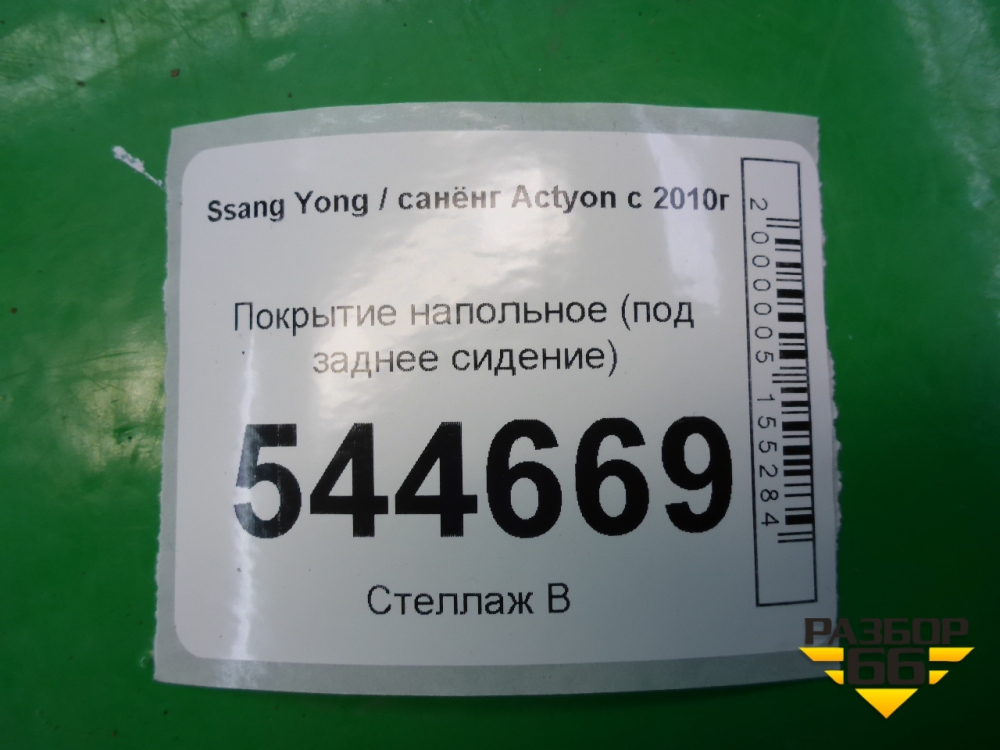 Ssang Yong / санёнг Actyon с 2010г
Покрытие напольное (под
заднее сидение)
544669
Стеллаж В
2000005155284
РАЗБОР
66